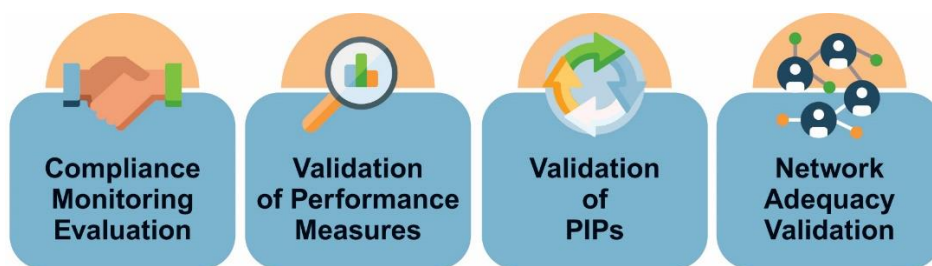 Compliance
Monitoring
Evaluation
Validation
of Performance
Measures
Validation
of
PIPs
Network
Adequacy
Validation